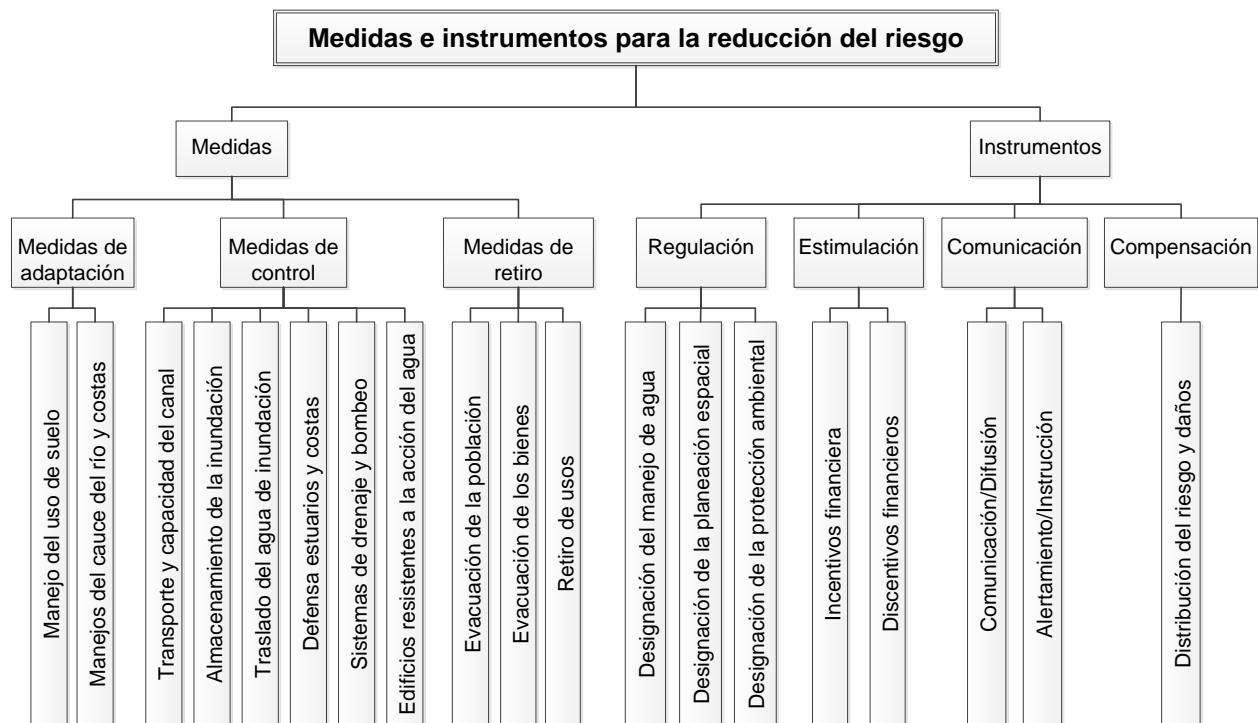 Medidas e instrumentos para la reducción del riesgo
Medidas
Instrumentos
Medidas de
adaptación
Medidas de
control
Medidas de
retiro
Regulación
Estimulación
Comunicación
Compensación
Manejo del uso de suelo
Manejos del cauce del río y costas
Transporte y capacidad del canal
Almacenamiento de la inundación
Traslado del agua de inundación
Defensa estuarios y costas
Sistemas de drenaje y bombeo
Edificios resistentes a la acción del agua
Evacuación de la población
Evacuación de los bienes
Retiro de usos
Designación del manejo de agua
Designación de la planeación espacial
Designación de la protección ambiental
Incentivos financiera
Discentivos financieros
Comunicación/Difusión
Alertamiento/Instrucción
Distribución del riesgo y daños